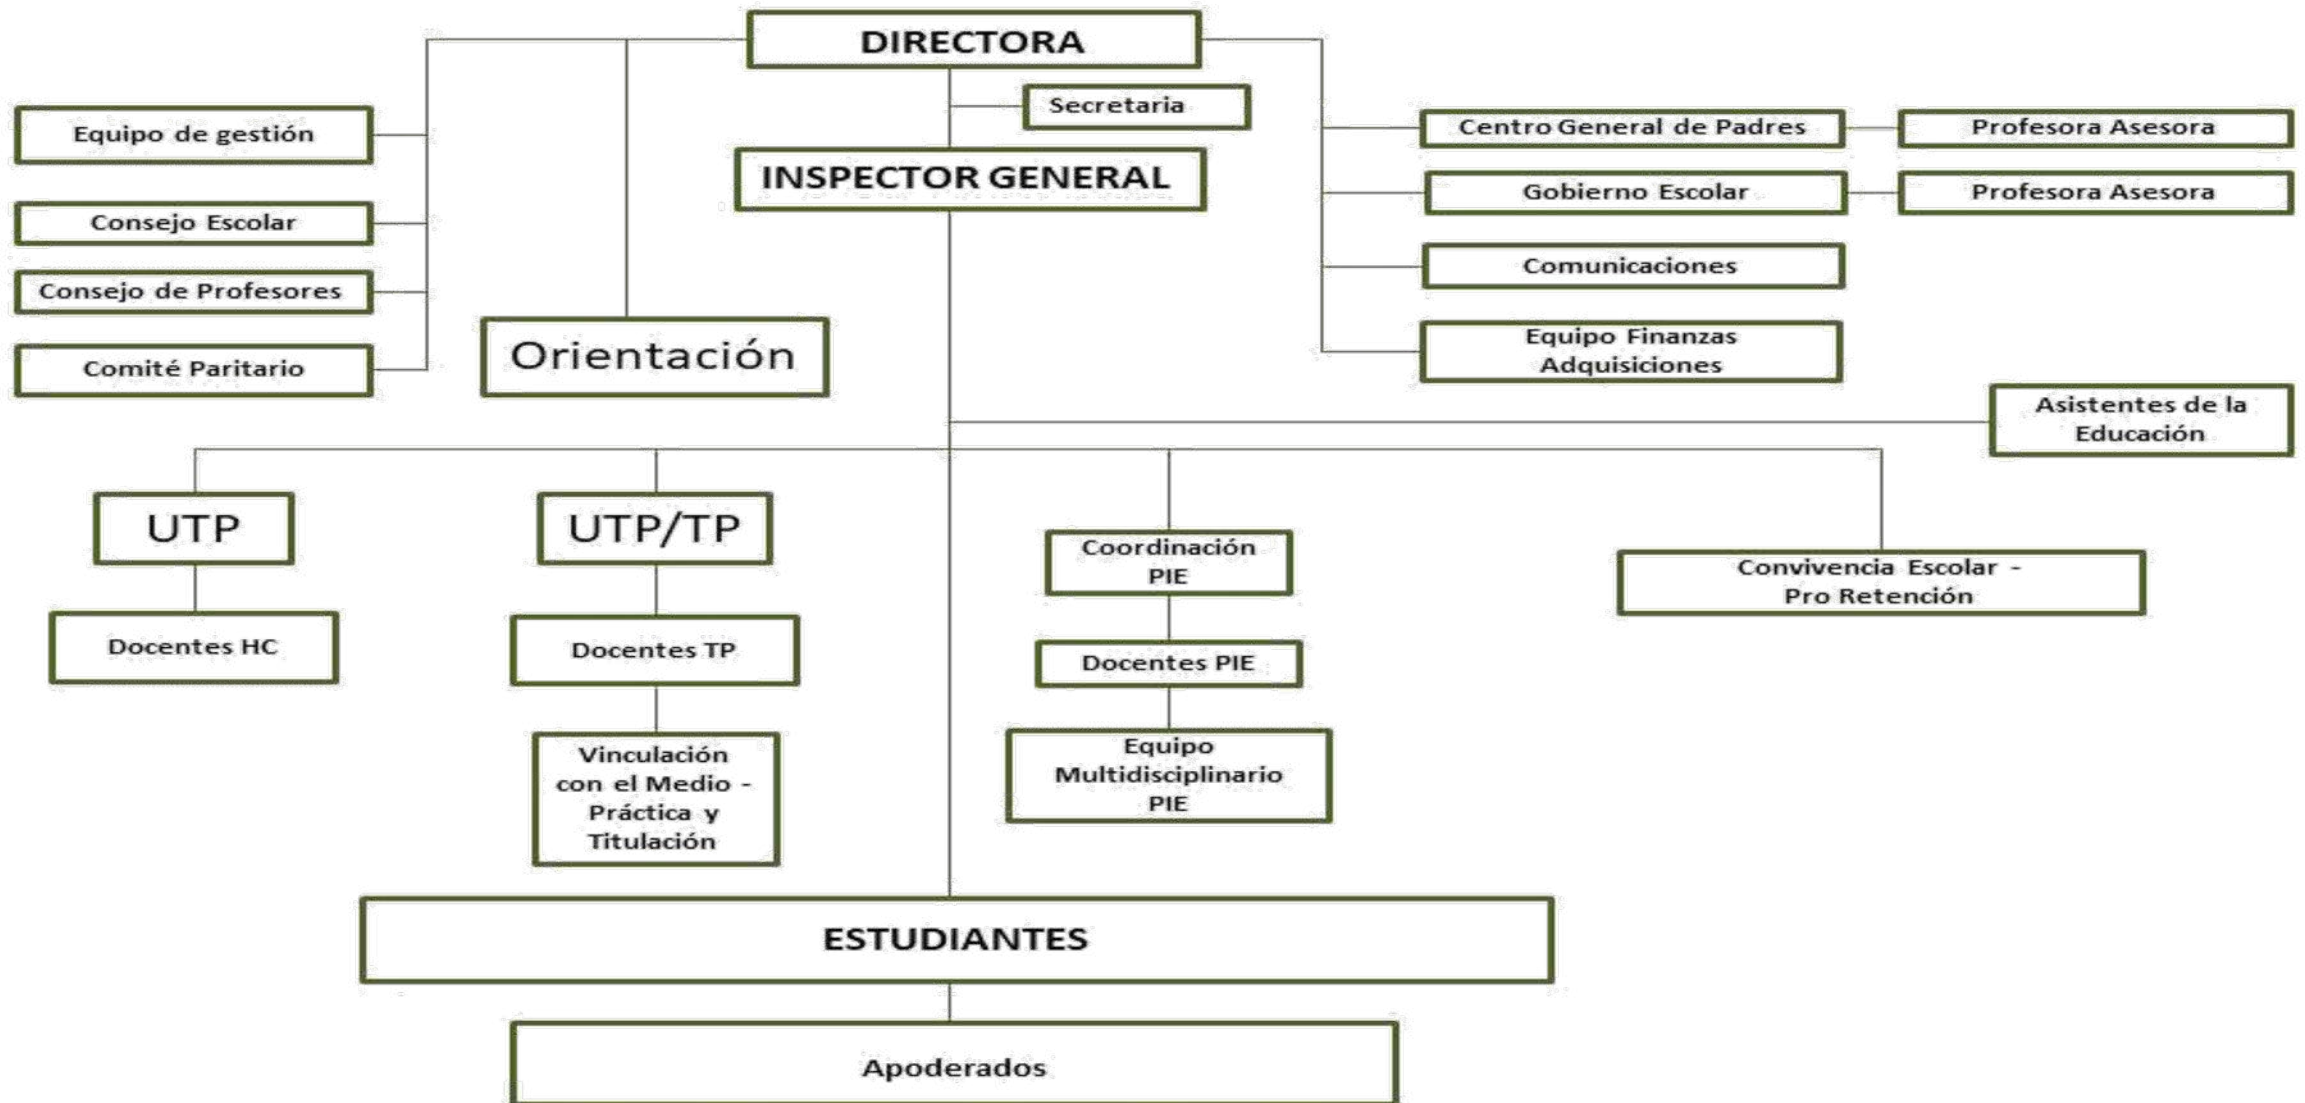 DIRECTORA
Secretaria
INSPECTOR GENERAL
Equipo de gestión
Consejo Escolar
Consejo de Profesores
Comité Paritario
Orientación
Centro General de Padres
Profesora Asesora
Gobierno Escolar
Profesora Asesora
Comunicaciones
Equipo Finanzas
Adquisiciones
Asistentes de la
Educación
UTP
Docentes HC
UTP/TP
Docentes TP
Vinculación
con el Medio -
Práctica y
Titulación
Coordinación
PIE
Docentes PIE
Equipo
Multidisciplinario
PIE
Convivencia Escolar -
Pro Retención
ESTUDIANTES
Apoderados